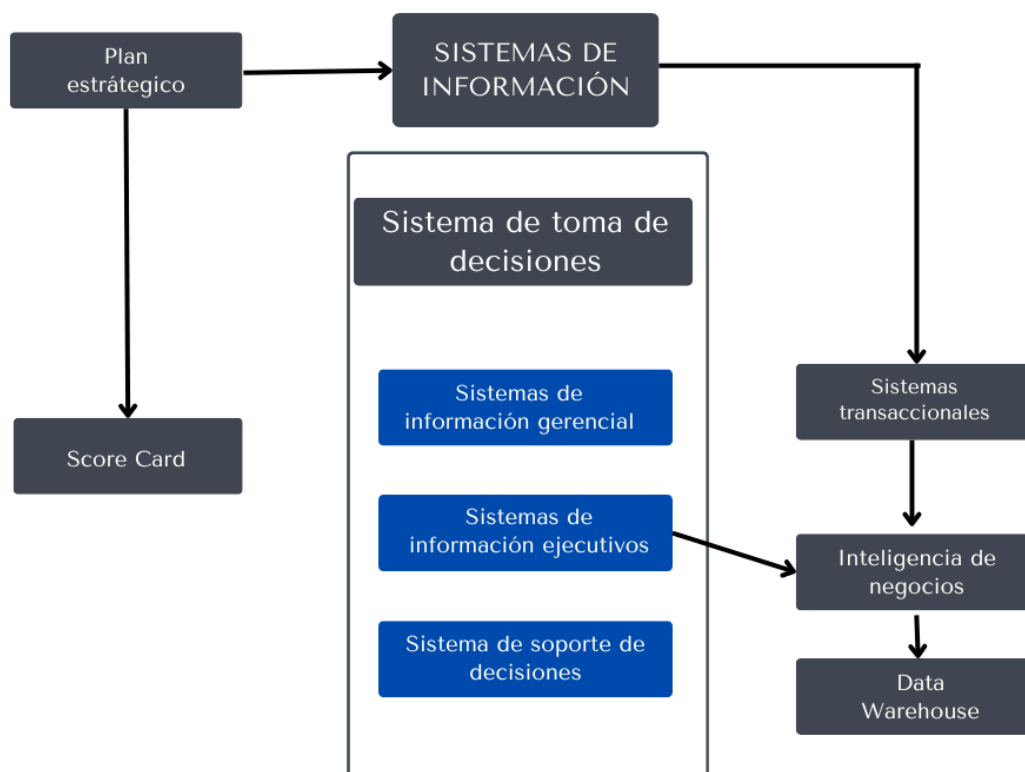 Plan
estrátegico
SISTEMAS DE
INFORMACIÓN
Sistema de toma de
decisiones
Sistemas de
información gerencial
Sistemas
transaccionales
Score Card
Sistemas de
información ejecutivos
Inteligencia de
negocios
Sistema de soporte de
decisiones
Data
Warehouse